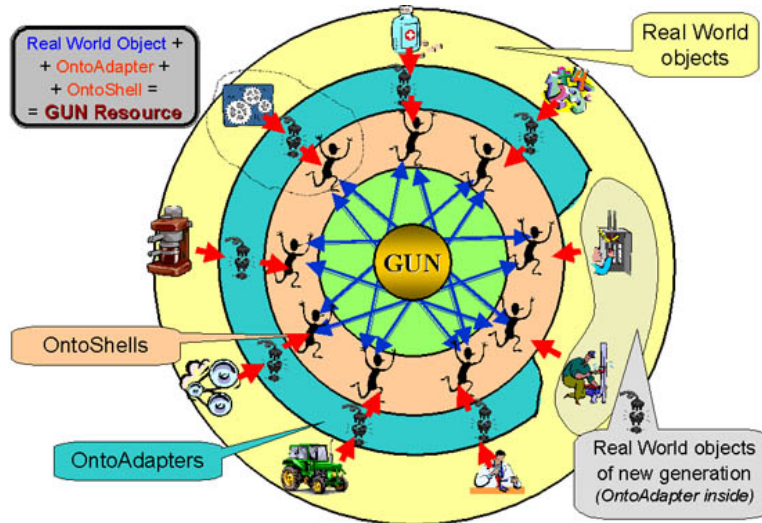 Real World Object +
+ OntoAdapter +
+ OntoShell =
= GUN Resource
Real World
objects
GUN
OntoShells
OntoAdapters
Real World objects
of new generation
(OntoAdapter inside)